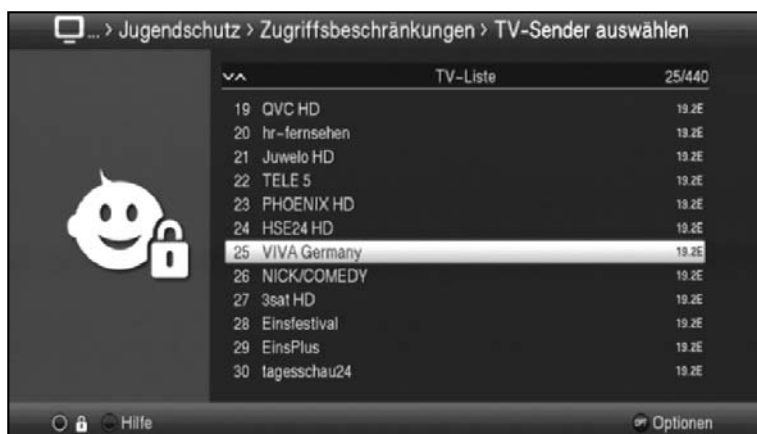 ... > Jugendschutz > Zugriffsbeschränkungen > TV-Sender auswählen
TV-Liste 25/440
19 QVC HD 19.2E
20 hr-fernsehen 19.2E
21 Juwelo HD 19.2E
22 TELE 5 19.2E
23 PHOENIX HD 19.2E
24 HSE24 HD 19.2E
25 VIVA Germany 19.2E
26 NICK/COMEDY 19.2E
27 3sat HD 19.2E
28 Einsfestival 19.2E
29 EinsPlus 19.2E
30 tagesschau24 19.2E
Hilfe OPT Optionen